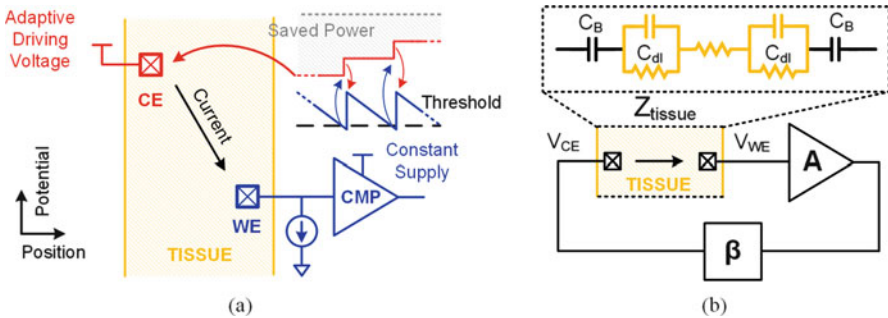 Adaptive
Driving
Voltage
CE
Saved Power
Threshold
Current
Constant
Supply
CMP
WE
Potential
Position
TISSUE
(a)
C_B
C_dl
C_dl
C_B
Z_tissue
V_CE
V_WE
A
TISSUE
β
(b)